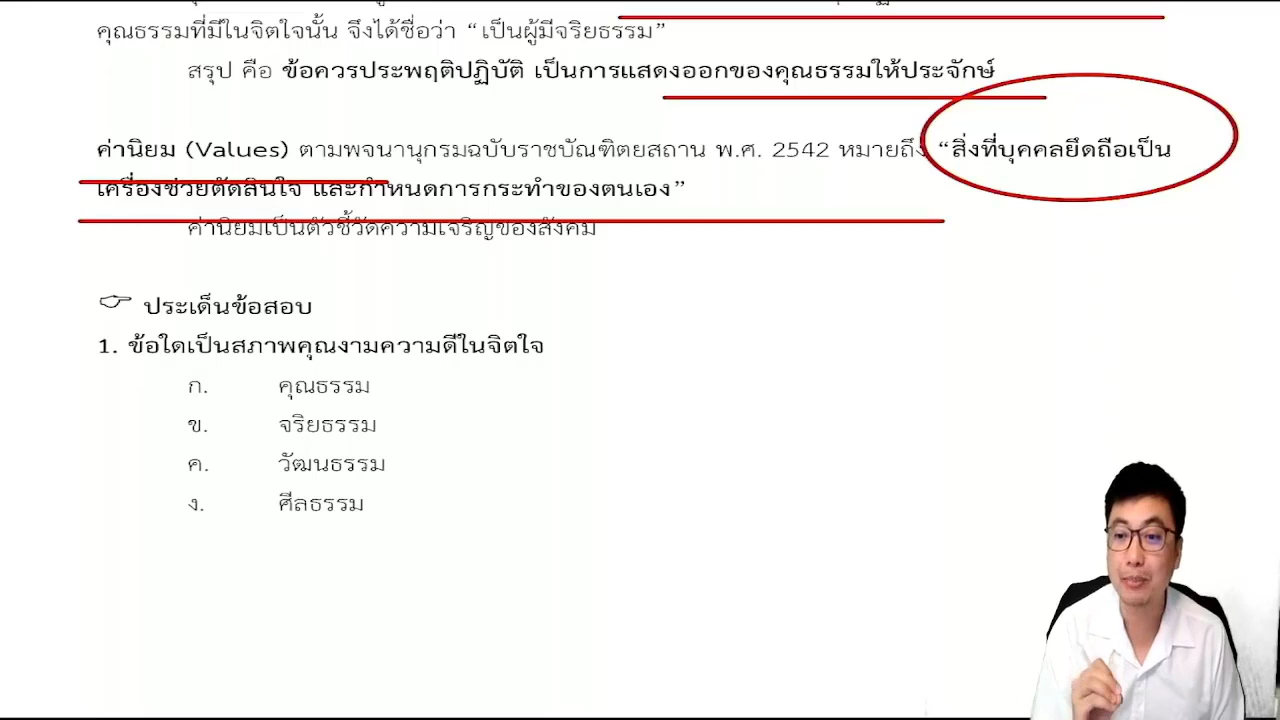 คุณธรรมที่มีในจิตใจนั้น จึงได้ชื่อว่า “เป็นผู้มีจริยธรรม”
สรุป คือ ข้อควรประพฤติปฏิบัติ เป็นการแสดงออกของคุณธรรมให้ประจักษ์
ค่านิยม (Values) ตามพจนานุกรมฉบับราชบัณฑิตยสถาน พ.ศ. 2542 หมายถึง “สิ่งที่บุคคลยึดถือเป็น
เครื่องช่วยตัดสินใจ และกำหนดการกระทำของตนเอง”
ค่านิยมเป็นตัวชี้วัดความเจริญของสังคม
ประเด็นข้อสอบ
1. ข้อใดเป็นสภาพคุณงามความดีในจิตใจ
ก. คุณธรรม
ข. จริยธรรม
ค. วัฒนธรรม
ง. ศีลธรรม